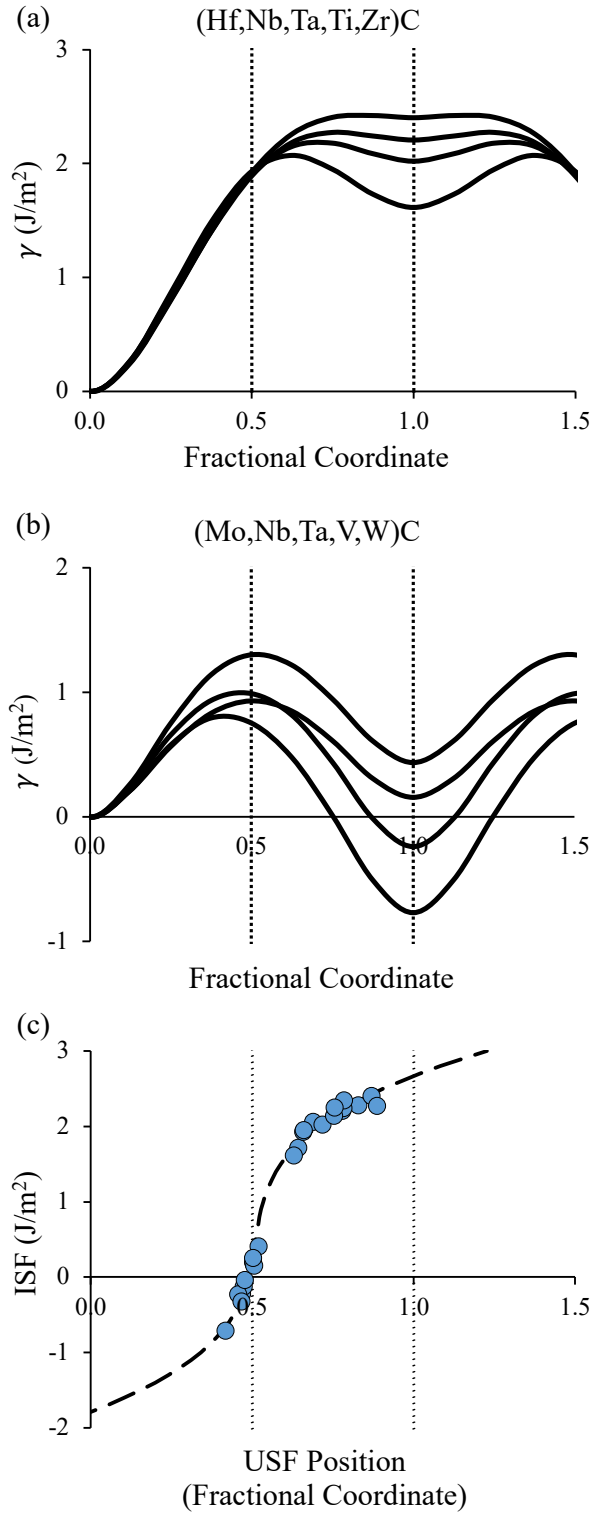 (a)
(Hf,Nb,Ta,Ti,Zr)C
3
2
1
0
γ (J/m²)
0.0 0.5 1.0 1.5
Fractional Coordinate
(b)
(Mo,Nb,Ta,V,W)C
2
1
0
-1
γ (J/m²)
0.0 0.5 1.0 1.5
Fractional Coordinate
(c)
3
2
1
0
-1
-2
ISF (J/m²)
0.0 0.5 1.0 1.5
USF Position
(Fractional Coordinate)